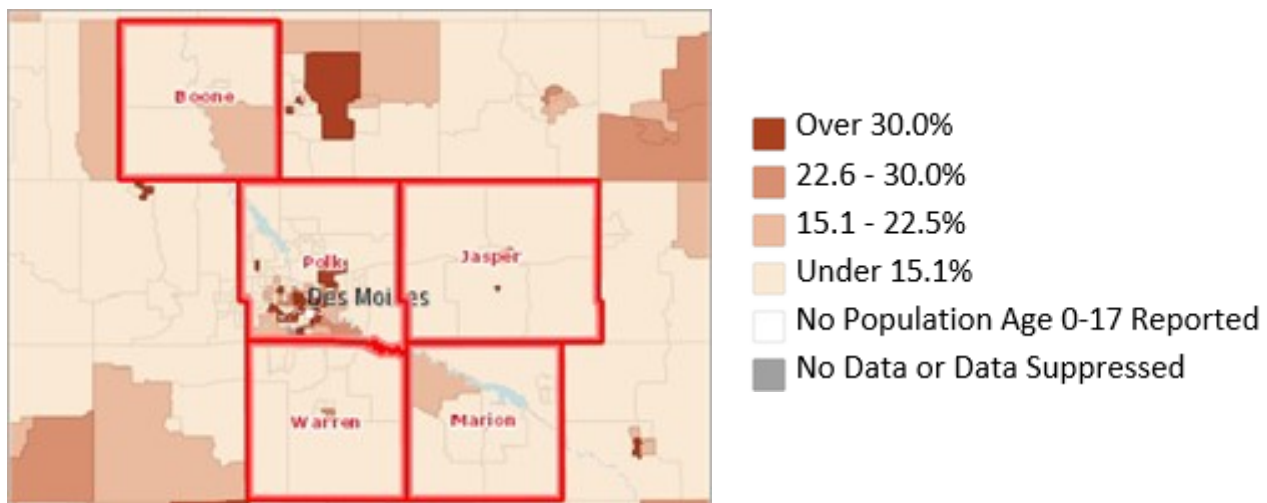 Boone
Polk
Jasper
Des Moines
Warren
Marion
Over 30.0%
22.6 - 30.0%
15.1 - 22.5%
Under 15.1%
No Population Age 0-17 Reported
No Data or Data Suppressed